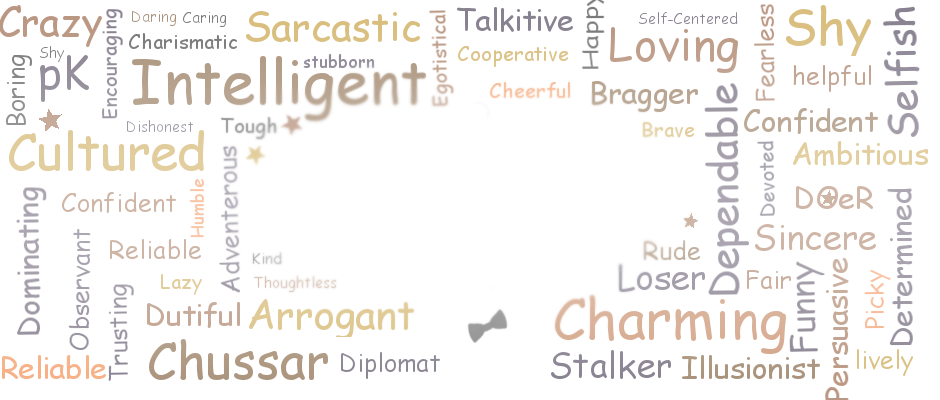 Crazy
Encouraging
Daring
Caring
Charismatic
Sarcastic
Egotistical
Talkitive
Cooperative
Happy
Self-Centered
Loving
Fearless
Shy
Selfish
Boring
Shy
pK
Intelligent
stubborn
Cheerful
Bragger
helpful
Dishonest
Tough
Brave
Dependable
Confident
Cultured
Adventerous
Devoted
Ambitious
Dominating
Confident
Humble
DeR
Determined
Observant
Reliable
Kind
Rude
Sincere
Trusting
Lazy
Thoughtless
Loser
Fair
Funny
Persuasive
Picky
Dutiful
Arrogant
Charming
Reliable
Chussar
Diplomat
Stalker
Illusionist
lively